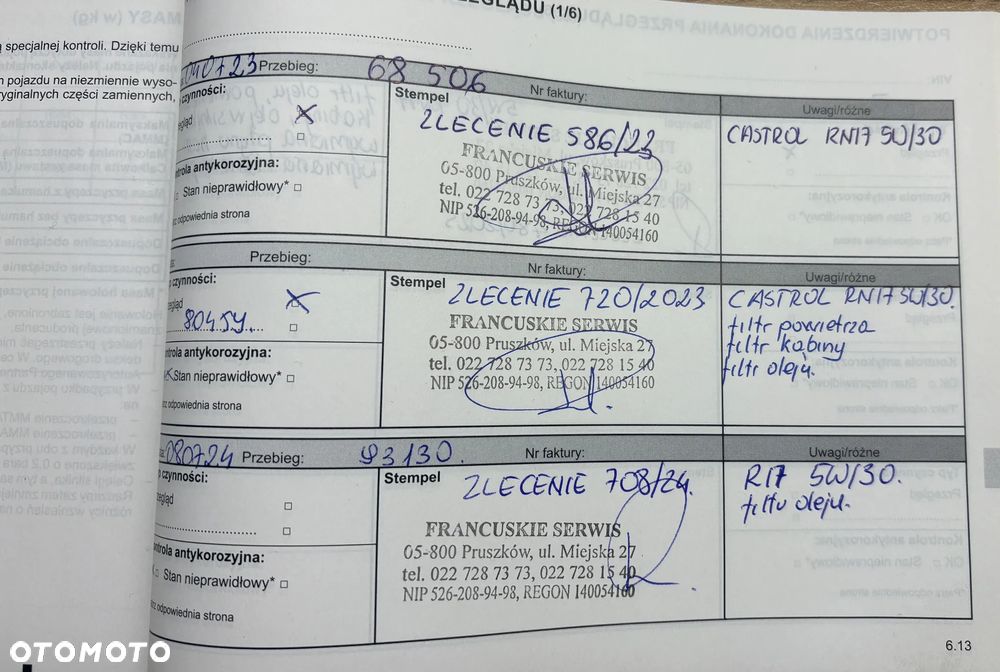 EGLĄDU (1/6)
ą specjalnej kontroli. Dzięki temu
n pojazdu na niezmiennie wyso-
ryginalnych części zamiennych,
040723 Przebieg: 68 506
czynności:
Stempel
Nr faktury:
Uwagi/różne
ZLECENIE 586/23
CASTROL RN17 5W/30
FRANCUSKIE SERWIS
05-800 Pruszków, ul. Miejska 27
tel. 022 728 73 73, 022 728 15 40
NIP 526-208-94-98, REGON 140054160
ntrola antykorozyjna:
Stan nieprawidłowy*
odpowiednia strona
Przebieg:
Nr faktury:
Uwagi/różne
czynności:
Stempel
ZLECENIE 720/2023
CASTROL RN17 5W/30.
filtr powietrza
filtr kabiny
filtr oleju.
80459
FRANCUSKIE SERWIS
05-800 Pruszków, ul. Miejska 27
tel. 022 728 73 73, 022 728 15 40
NIP 526-208-94-98, REGON 140054160
ntrola antykorozyjna:
Stan nieprawidłowy*
odpowiednia strona
080724 Przebieg: 93130.
Nr faktury:
Uwagi/różne
czynności:
Stempel
ZLECENIE 708/24.
R17 5W/30.
filtr oleju.
FRANCUSKIE SERWIS
05-800 Pruszków, ul. Miejska 27
tel. 022 728 73 73, 022 728 15 40
NIP 526-208-94-98, REGON 140054160
ntrola antykorozyjna:
Stan nieprawidłowy*
odpowiednia strona
6.13
OTOMOTO